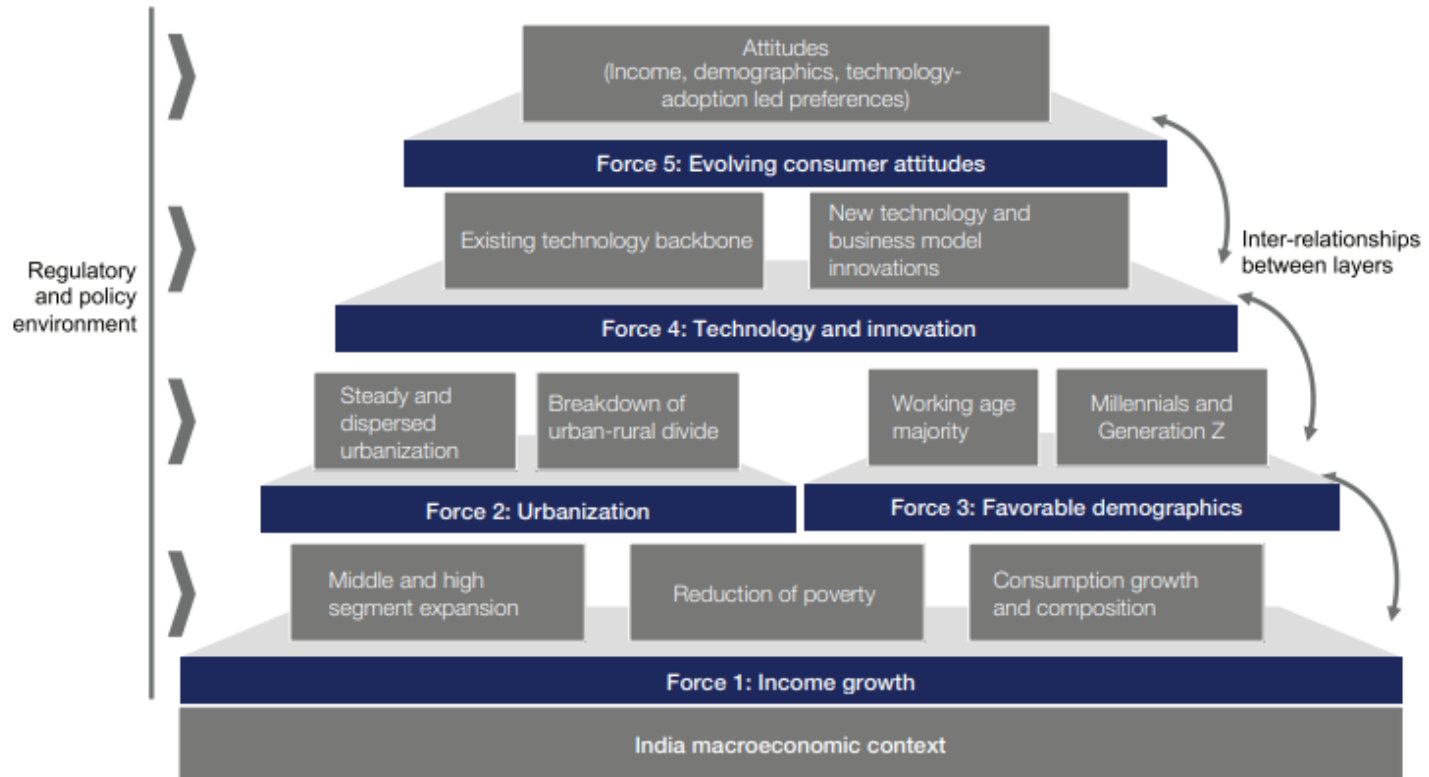 Attitudes
(Income, demographics, technology-
adoption led preferences)
Force 5: Evolving consumer attitudes
Existing technology backbone
New technology and
business model
innovations
Inter-relationships
between layers
Regulatory
and policy
environment
Force 4: Technology and innovation
Steady and
dispersed
urbanization
Breakdown of
urban-rural divide
Working age
majority
Millennials and
Generation Z
Force 2: Urbanization
Force 3: Favorable demographics
Middle and high
segment expansion
Reduction of poverty
Consumption growth
and composition
Force 1: Income growth
India macroeconomic context